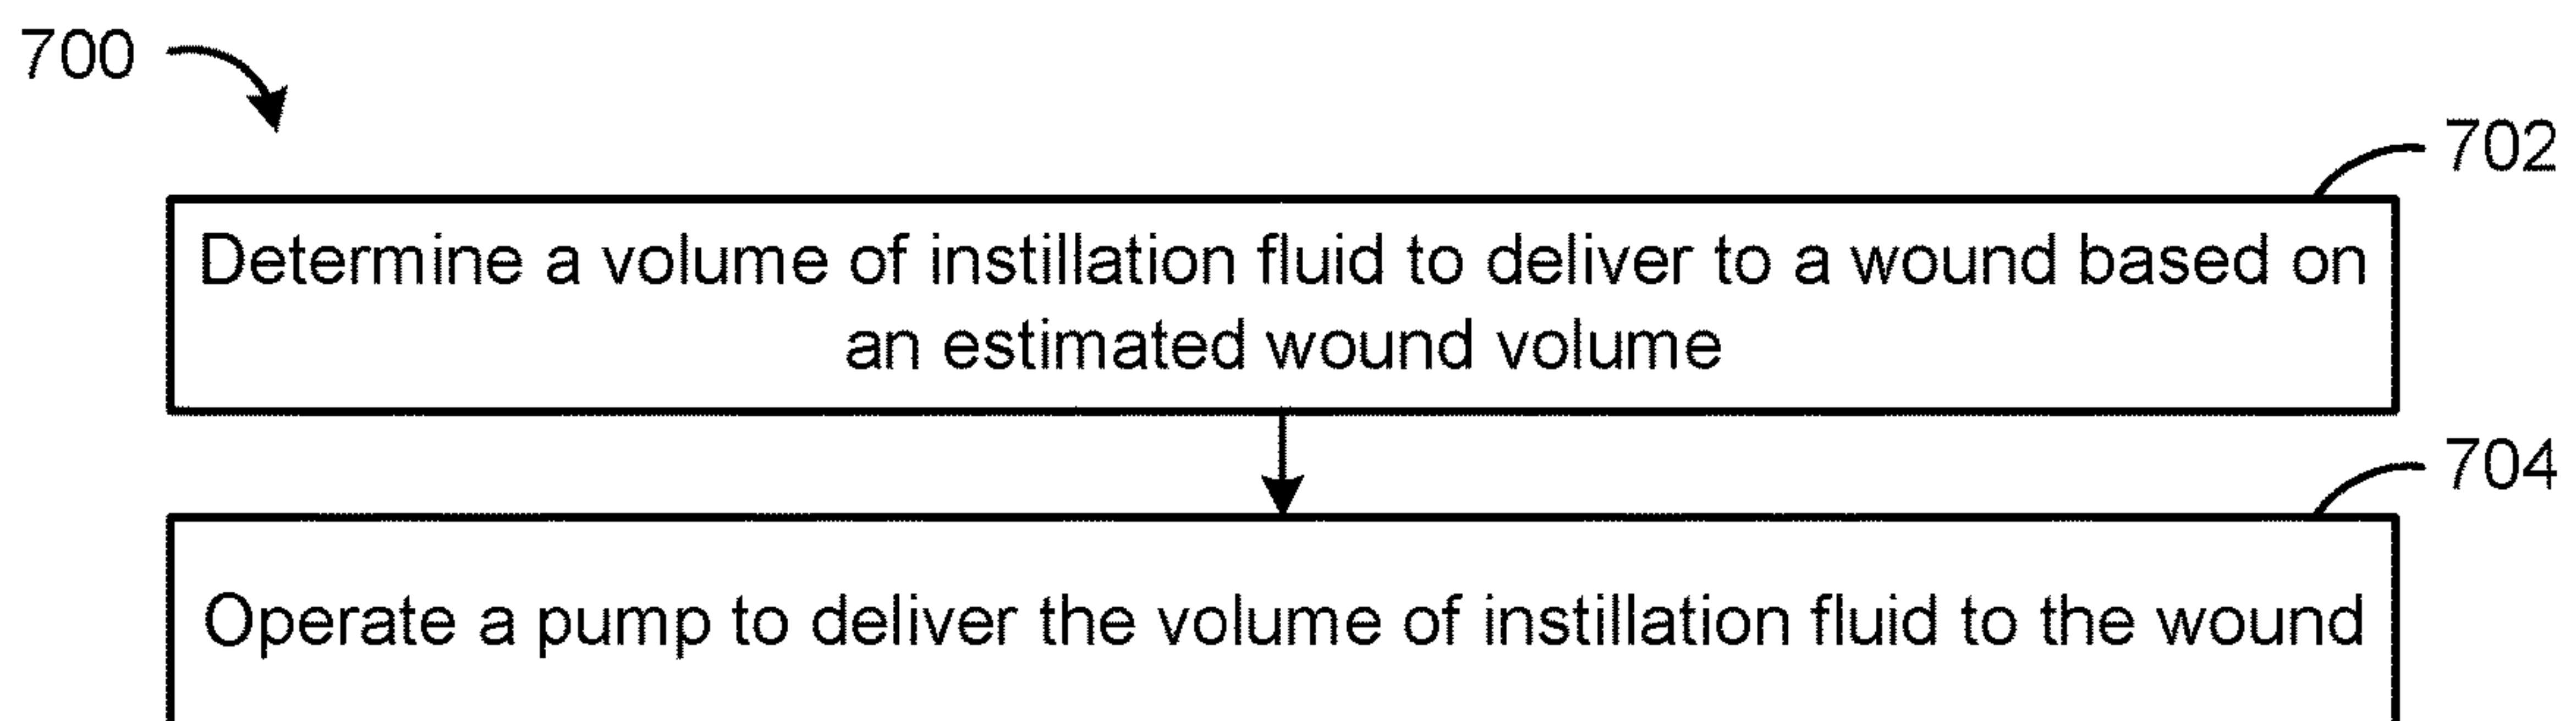 700
702
Determine a volume of instillation fluid to deliver to a wound based on
an estimated wound volume
704
Operate a pump to deliver the volume of instillation fluid to the wound